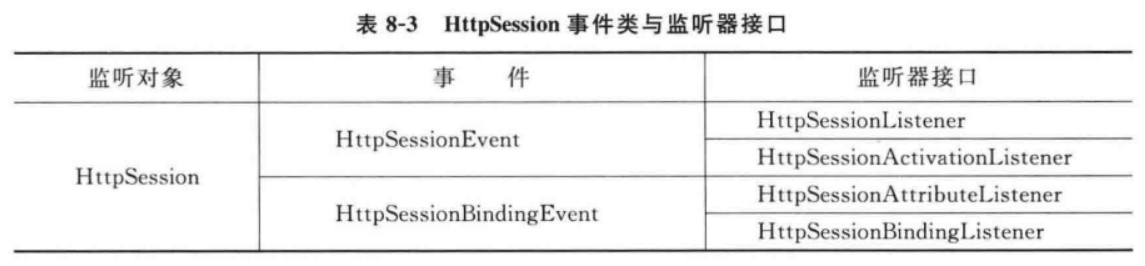 表 8-3 HttpSession 事件类与监听器接口
监听对象 事 件 监听器接口
HttpSession HttpSessionEvent HttpSessionListener
HttpSessionActivationListener
HttpSessionBindingEvent HttpSessionAttributeListener
HttpSessionBindingListener